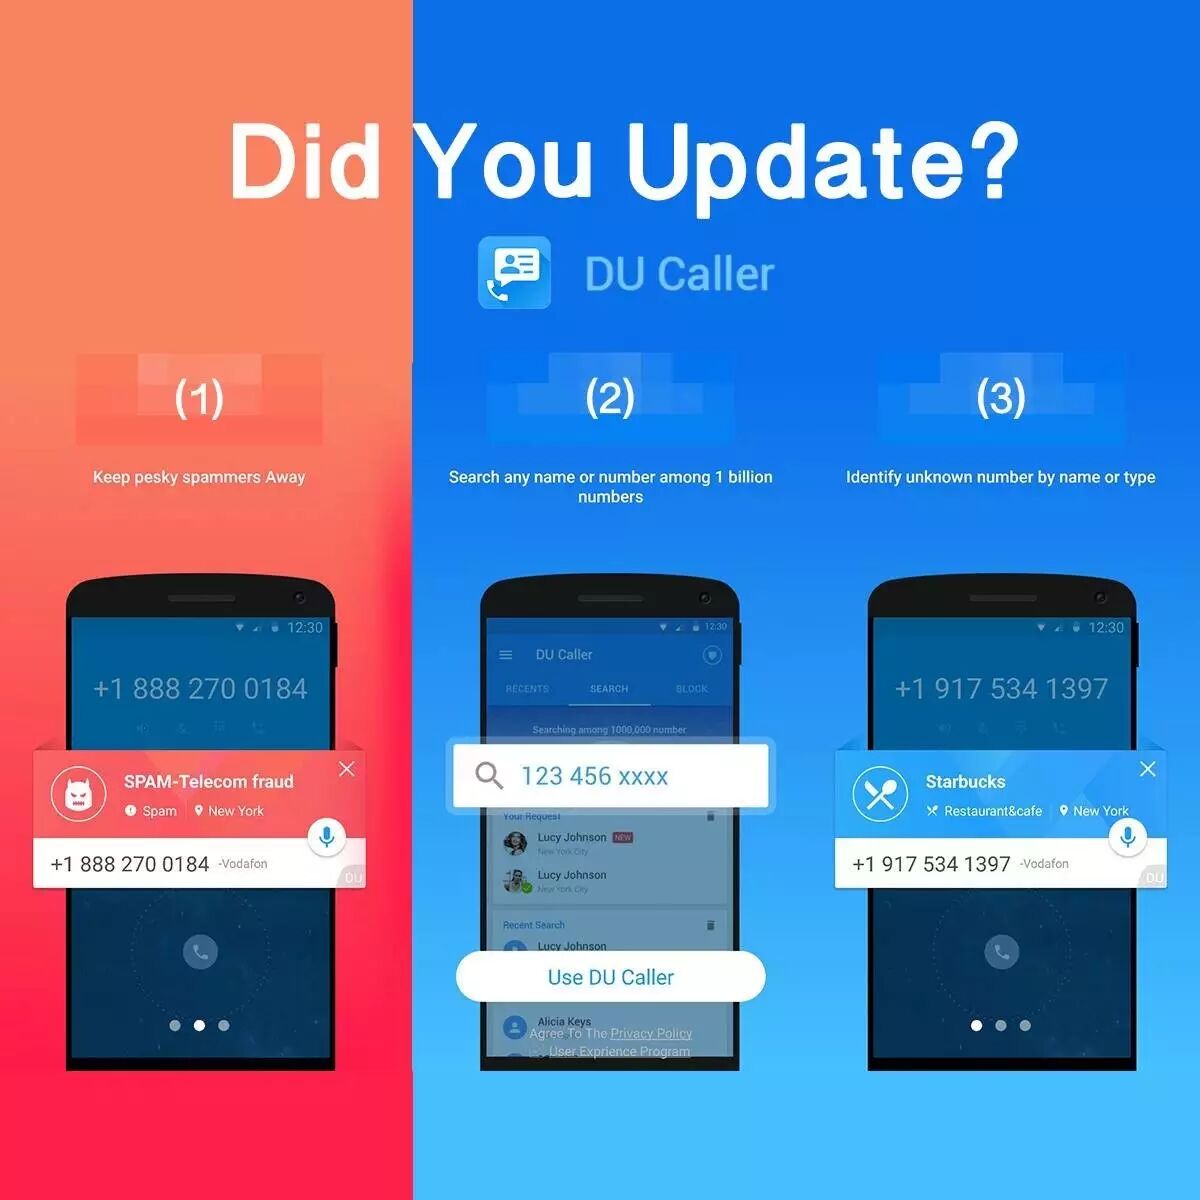 Did You Update?
DU Caller
(1)
Keep pesky spammers Away
(2)
Search any name or number among 1 billion
numbers
(3)
Identify unknown number by name or type
12:30
+1 888 270 0184
SPAM-Telecom fraud
Spam
New York
+1 888 270 0184 -Vodafon
DU
12:30
DU Caller
RECENTS SEARCH BLOCK
Searching among 1000,000 number
123 456 xxxx
Your Request
Lucy Johnson NEW
New York City
Lucy Johnson
New York City
Recent Search
Lucy Johnson
Use DU Caller
Alicia Keys
Agree To The Privacy Policy
User Exprience Program
12:30
+1 917 534 1397
Starbucks
Restaurant&cafe
New York
+1 917 534 1397 -Vodafon
DU